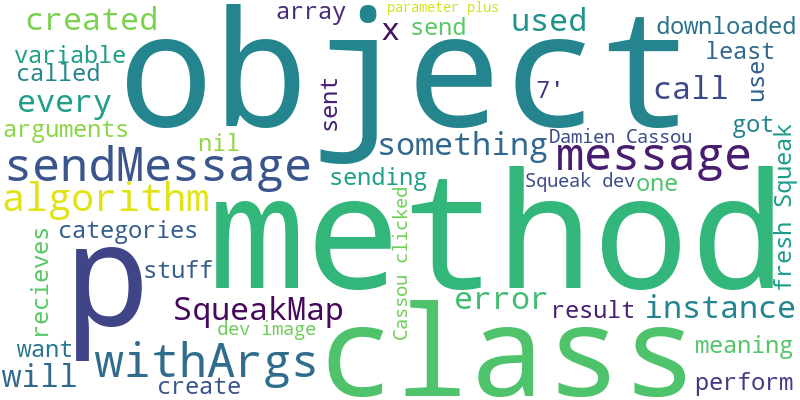 array
parameter plus
created
object
x
send
used
downloaded
variable
least
called
every
sent
7'
call
use
arguments
nil
something
Damien Cassou
got
sendMessage
message
sending
Squeak dev
one
algorithm
method
fresh Squeak
recieves
categories
p
stuff
Cassou clicked
SqueakMap
error
result
instance
dev image
class
want
withArgs
meaning
will
create
perform